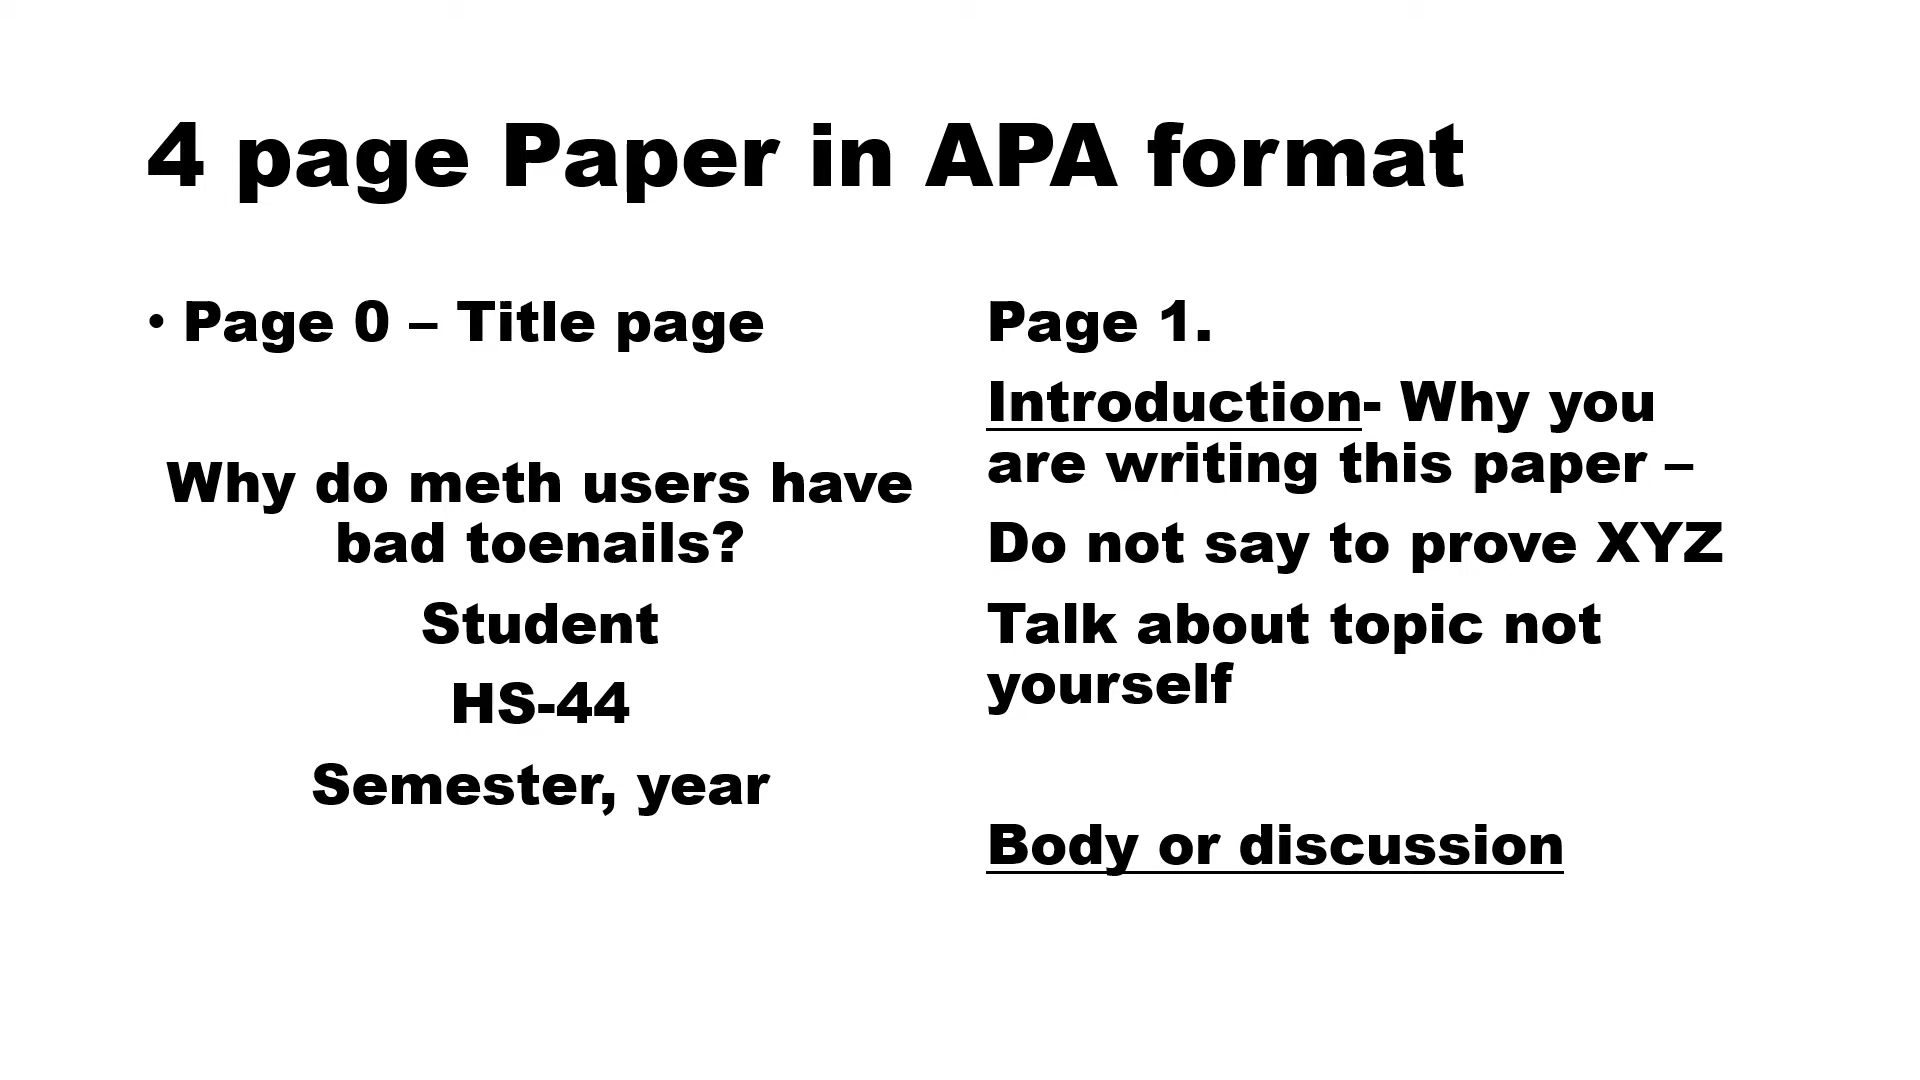 4 page Paper in APA format
• Page 0 – Title page
Why do meth users have
bad toenails?
Student
HS-44
Semester, year
Page 1.
Introduction- Why you
are writing this paper –
Do not say to prove XYZ
Talk about topic not
yourself
Body or discussion